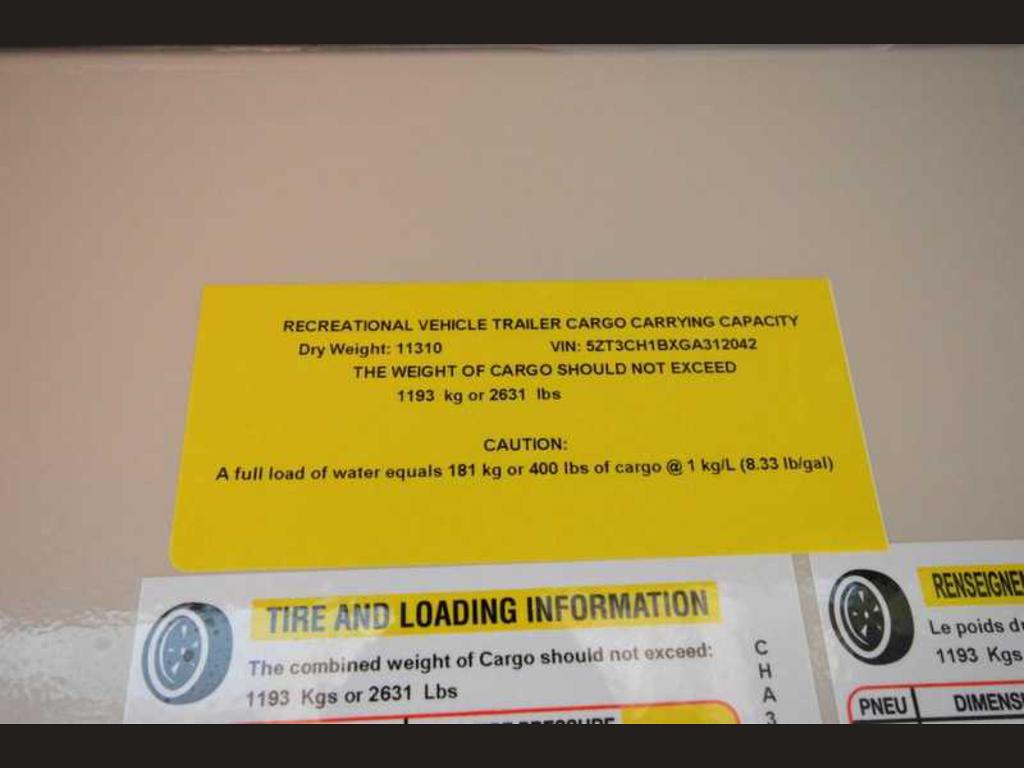 RECREATIONAL VEHICLE TRAILER CARGO CARRYING CAPACITY
Dry Weight: 11310 VIN: 5ZT3CH1BXGA312042
THE WEIGHT OF CARGO SHOULD NOT EXCEED
1193 kg or 2631 lbs
CAUTION:
A full load of water equals 181 kg or 400 lbs of cargo @ 1 kg/L (8.33 lb/gal)
TIRE AND LOADING INFORMATION
The combined weight of Cargo should not exceed:
1193 Kgs or 2631 Lbs
PRESSURE
C
H
A
3
Le poids
1193 Kgs
PNEU